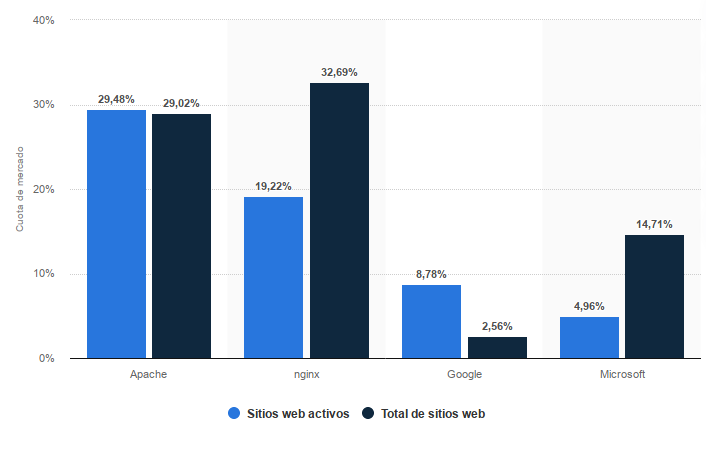 40%
30%
20%
10%
0%
Cuota de mercado
29,48%
29,02%
19,22%
32,69%
8,78%
2,56%
4,96%
14,71%
Apache
nginx
Google
Microsoft
Sitios web activos
Total de sitios web